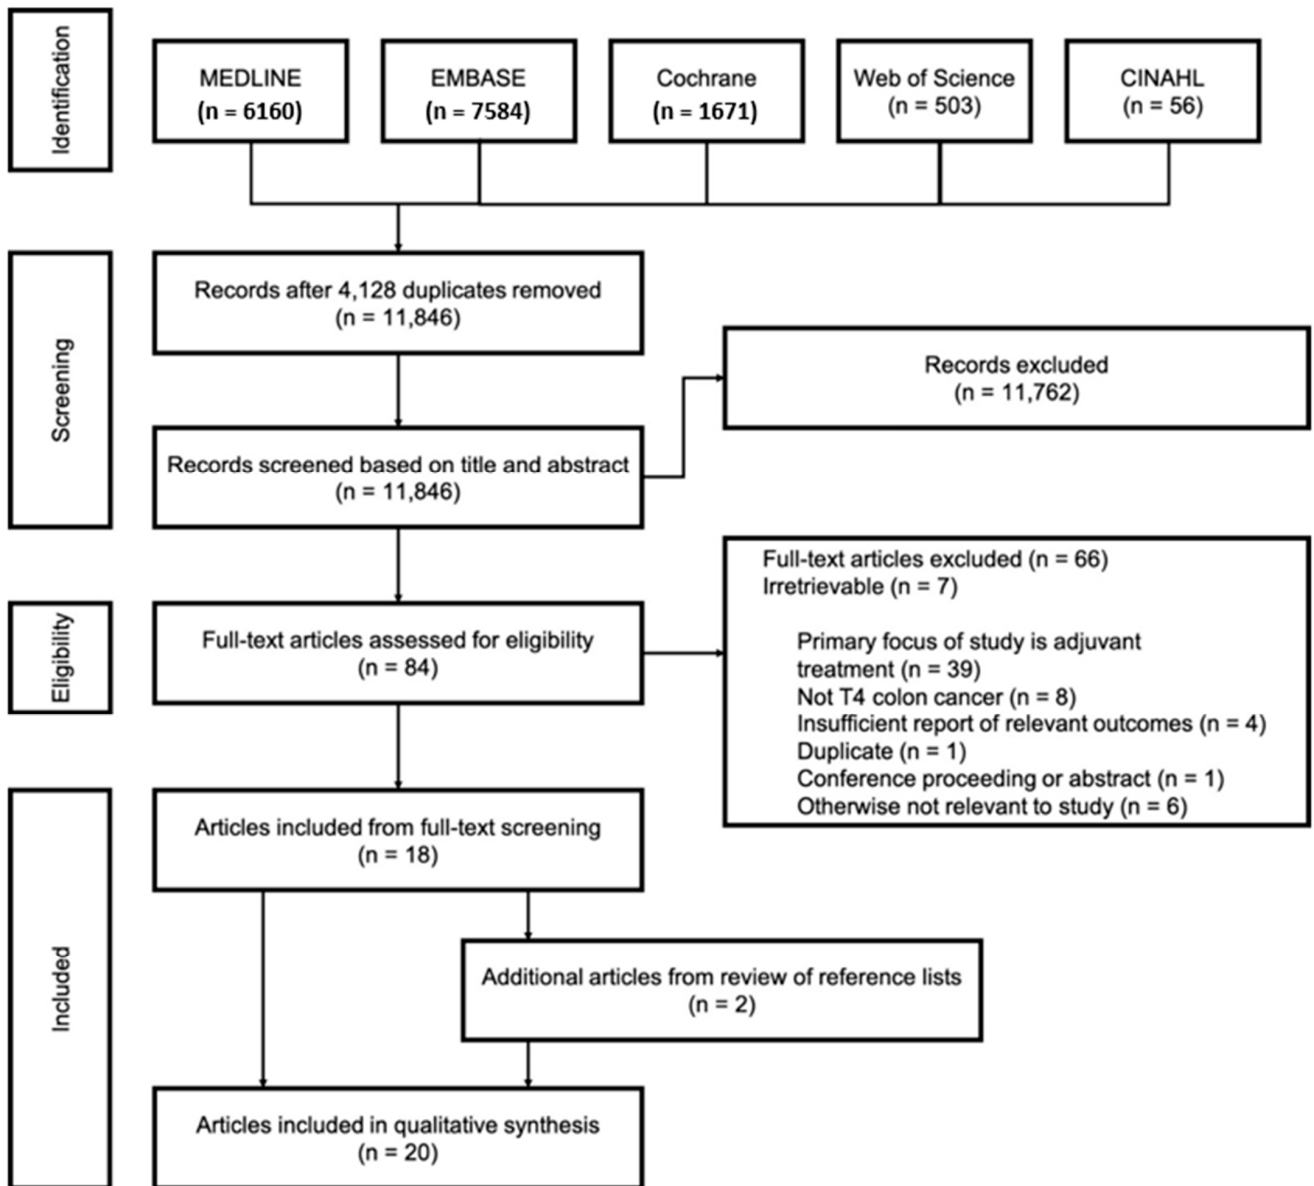 Identification
MEDLINE
(n = 6160)
EMBASE
(n = 7584)
Cochrane
(n = 1671)
Web of Science
(n = 503)
CINAHL
(n = 56)
Screening
Records after 4,128 duplicates removed
(n = 11,846)
Records excluded
(n = 11,762)
Records screened based on title and abstract
(n = 11,846)
Eligibility
Full-text articles assessed for eligibility
(n = 84)
Full-text articles excluded (n = 66)
Irretrievable (n = 7)
Primary focus of study is adjuvant
treatment (n = 39)
Not T4 colon cancer (n = 8)
Insufficient report of relevant outcomes (n = 4)
Duplicate (n = 1)
Conference proceeding or abstract (n = 1)
Otherwise not relevant to study (n = 6)
Included
Articles included from full-text screening
(n = 18)
Additional articles from review of reference lists
(n = 2)
Articles included in qualitative synthesis
(n = 20)